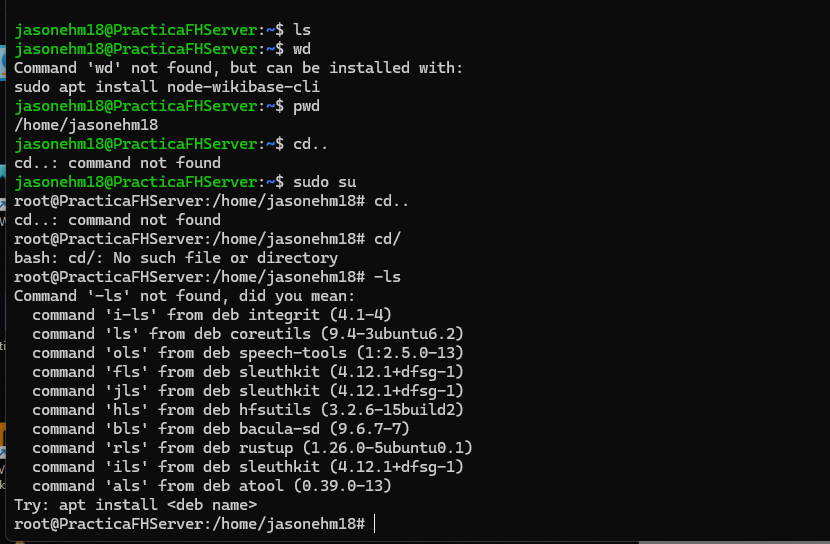 jasonehm18@PracticaFHServer:~$ ls
jasonehm18@PracticaFHServer:~$ wd
Command 'wd' not found, but can be installed with:
sudo apt install node-wikibase-cli
jasonehm18@PracticaFHServer:~$ pwd
/home/jasonehm18
jasonehm18@PracticaFHServer:~$ cd..
cd..: command not found
jasonehm18@PracticaFHServer:~$ sudo su
root@PracticaFHServer:/home/jasonehm18# cd..
cd..: command not found
root@PracticaFHServer:/home/jasonehm18# cd/
bash: cd/: No such file or directory
root@PracticaFHServer:/home/jasonehm18# -ls
Command '-ls' not found, did you mean:
  command 'i-ls' from deb integrit (4.1-4)
  command 'ls' from deb coreutils (9.4-3ubuntu6.2)
  command 'ols' from deb speech-tools (1:2.5.0-13)
  command 'fls' from deb sleuthkit (4.12.1+dfsg-1)
  command 'jls' from deb sleuthkit (4.12.1+dfsg-1)
  command 'hls' from deb hfsutils (3.2.6-15build2)
  command 'bls' from deb bacula-sd (9.6.7-7)
  command 'rls' from deb rustup (1.26.0-5ubuntu0.1)
  command 'ils' from deb sleuthkit (4.12.1+dfsg-1)
  command 'als' from deb atool (0.39.0-13)
Try: apt install <deb name>
root@PracticaFHServer:/home/jasonehm18#